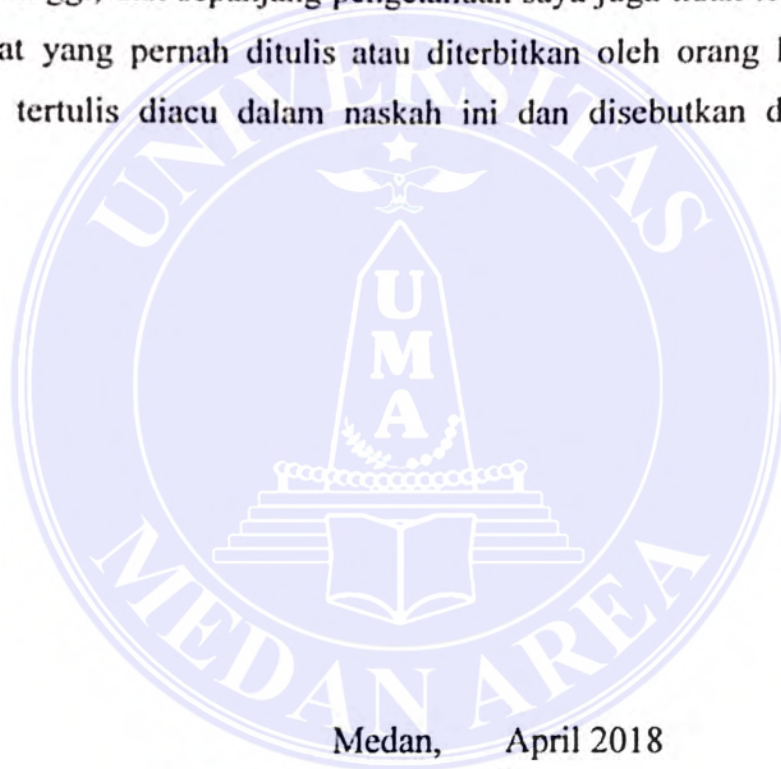 at yang pernah ditulis atau diterbitkan oleh orang
tertulis diacu dalam naskah ini dan disebutkan
UNIVERSITAS
UMA
MEDAN AREA
Medan, April 2018